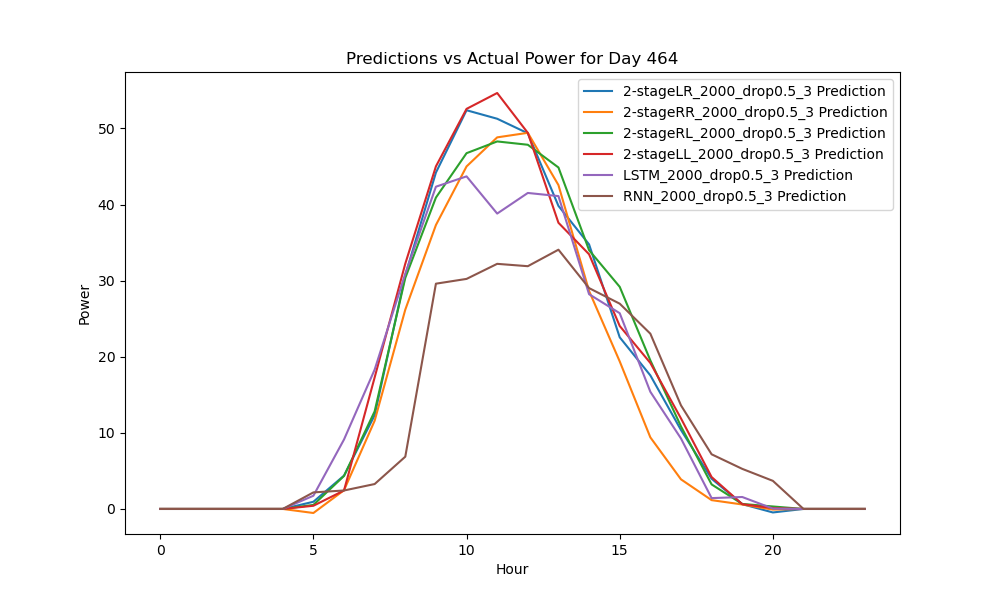 Predictions vs Actual Power for Day 464
2-stageLR_2000_drop0.5_3 Prediction
2-stageRR_2000_drop0.5_3 Prediction
2-stageRL_2000_drop0.5_3 Prediction
2-stageLL_2000_drop0.5_3 Prediction
LSTM_2000_drop0.5_3 Prediction
RNN_2000_drop0.5_3 Prediction
Power
50
40
30
20
10
0
0 5 10 15 20
Hour